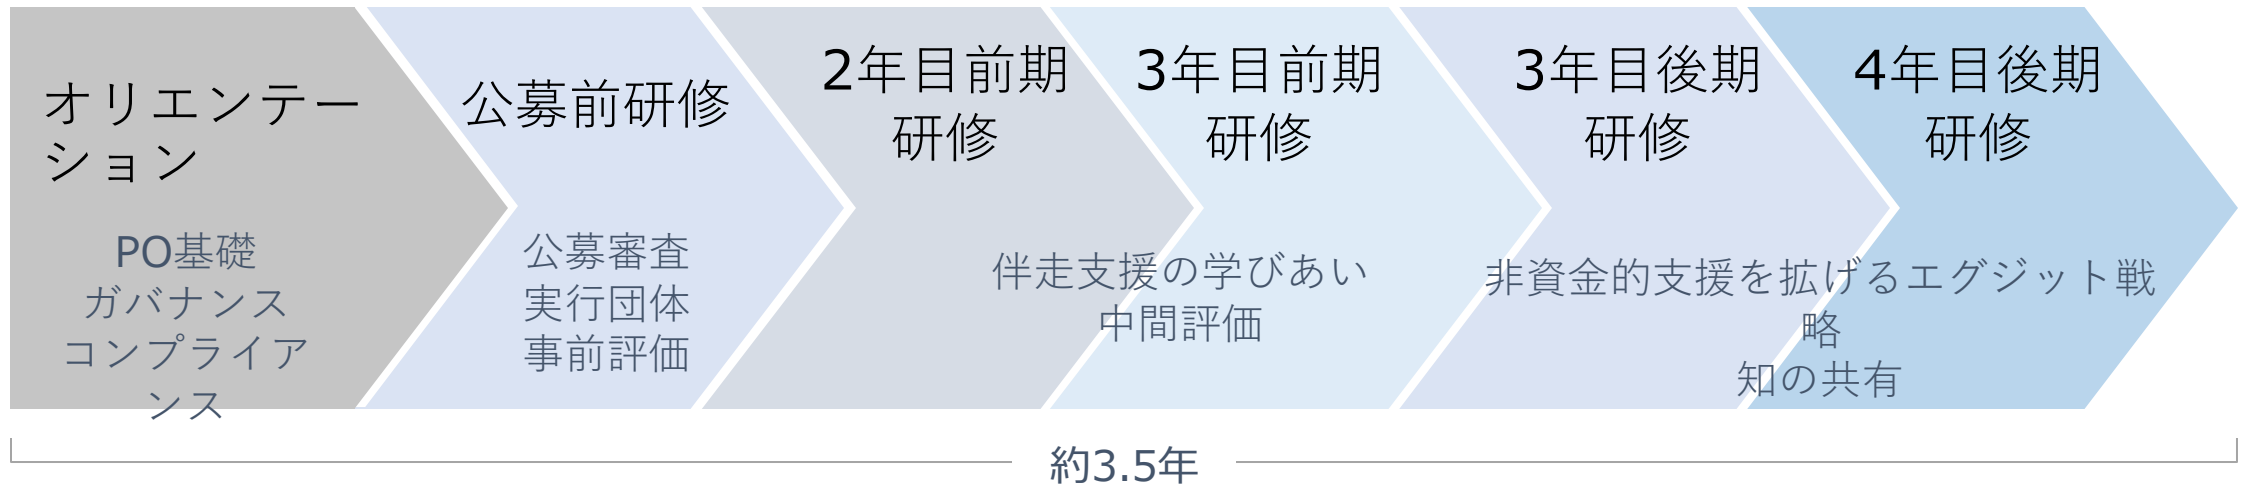 オリエンテー
ション
PO基礎
ガバナンス
コンプライア
ンス
公募前研修
公募審査
実行団体
事前評価
2年目前期
研修
3年目前期
研修
伴走支援の学びあい
中間評価
3年目後期
研修
4年目後期
研修
非資金的支援を拡げるエグジット戦
略
知の共有
約3.5年